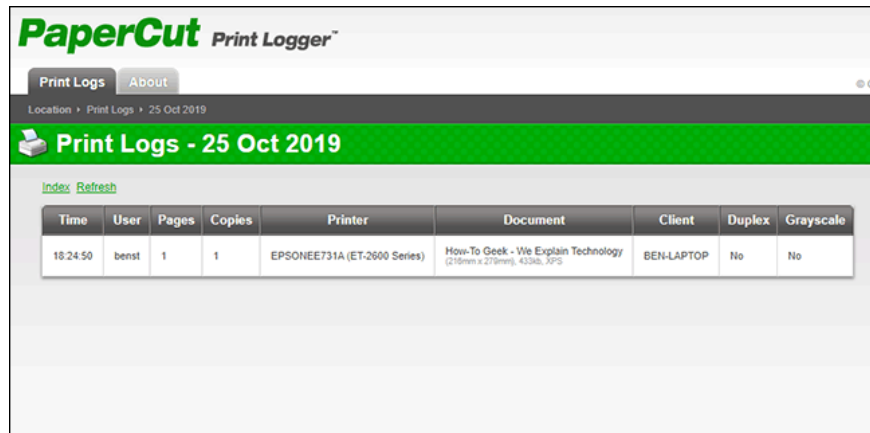 PaperCut Print Logger™
Print Logs About
©
Location ▸ Print Logs ▸ 25 Oct 2019
Print Logs - 25 Oct 2019
Index Refresh
Time User Pages Copies Printer Document Client Duplex Grayscale
18:24:50 benst 1 1 EPSONEE731A (ET-2600 Series) How-To Geek - We Explain Technology BEN-LAPTOP No No
(216mm x 279mm), 433kb, XPS